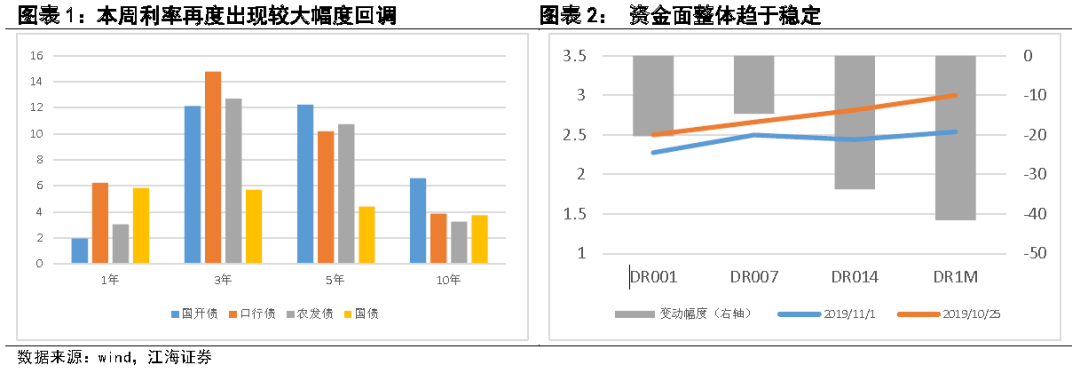 图表1：本周利率再度出现较大幅度回调
16
14
12
10
8
6
4
2
0
1年 3年 5年 10年
国开债 口行债 农发债 国债
图表2： 资金面整体趋于稳定
3.5 0
3 -10
2.5 -20
2 -30
1.5 -40
1 -50
DR001 DR007 DR014 DR1M
变动幅度（右轴） 2019/11/1 2019/10/25
数据来源：wind，江海证券